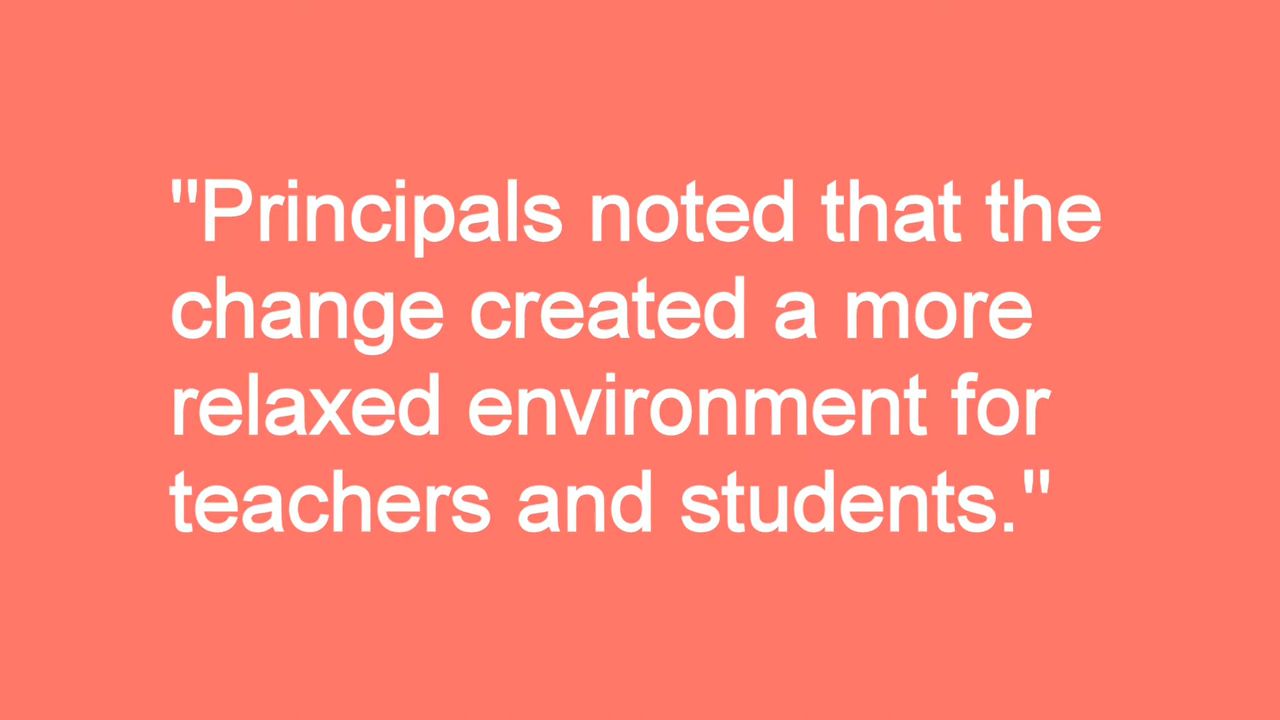 "Principals noted that the
change created a more
relaxed environment for
teachers and students."